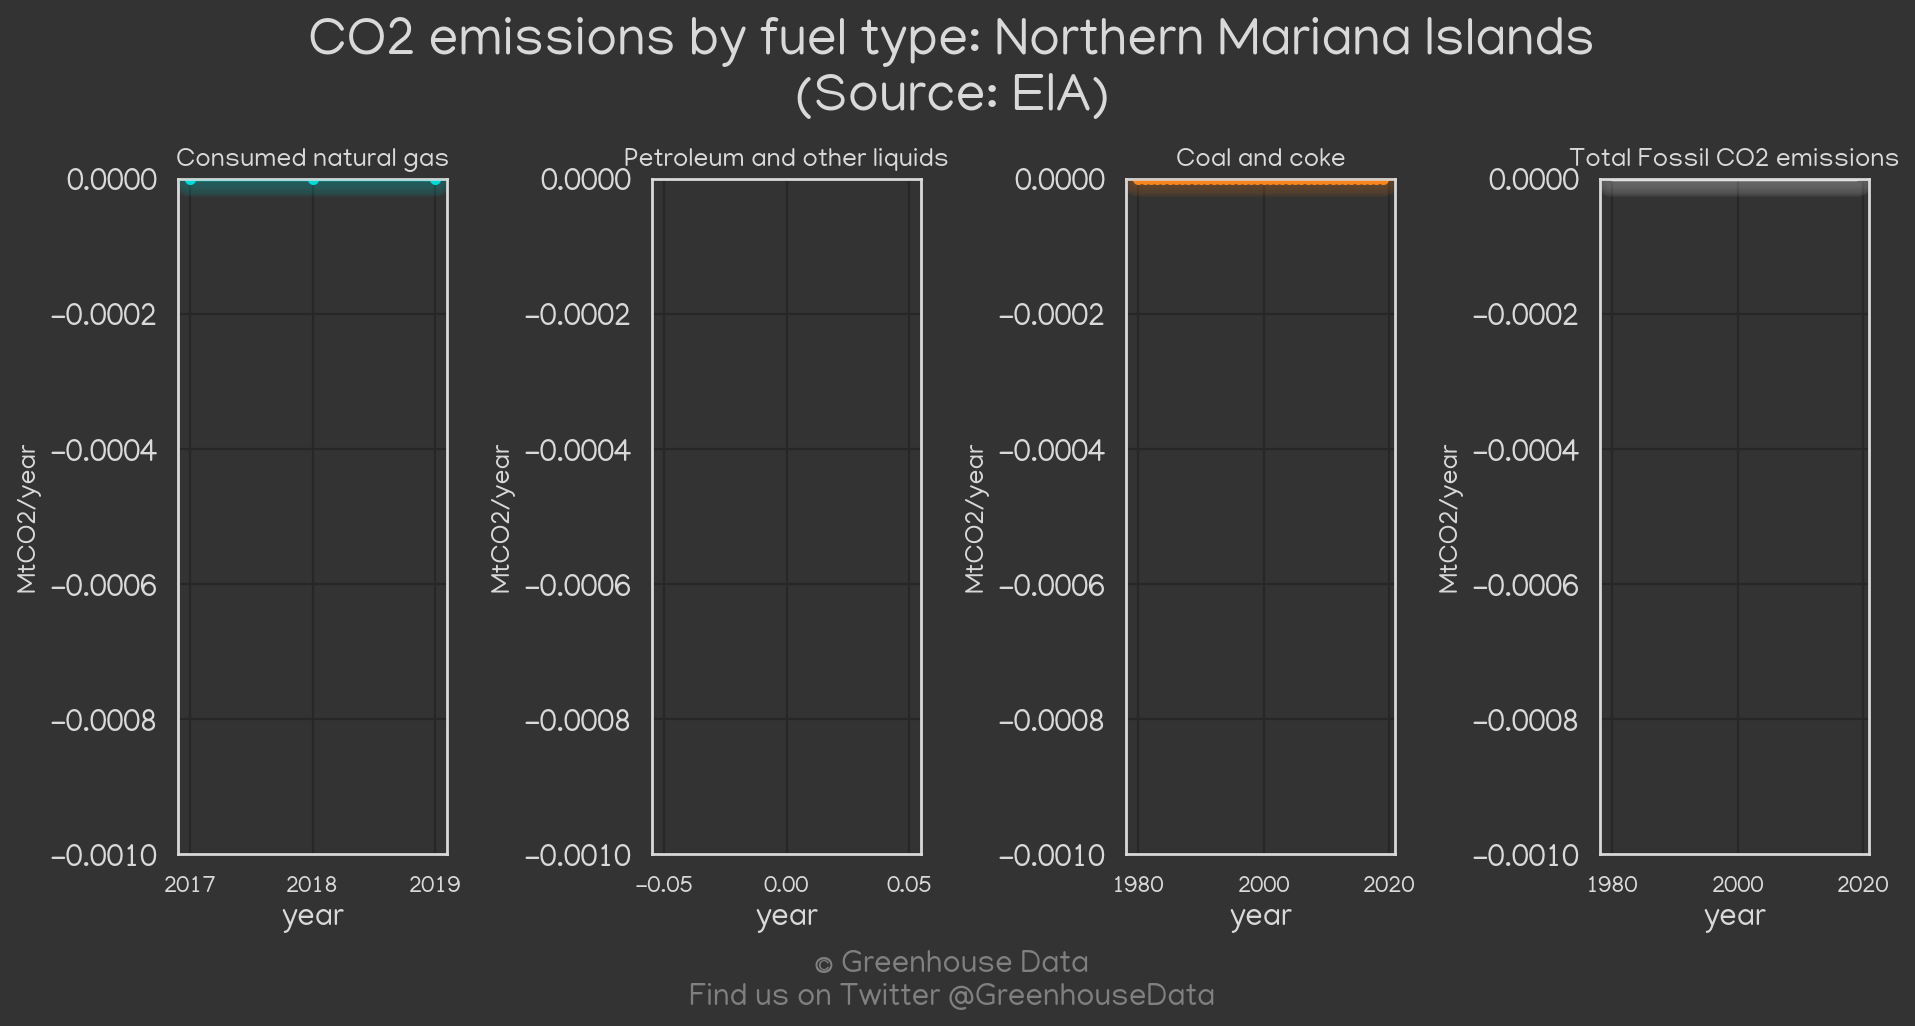 CO2 emissions by fuel type: Northern Mariana Islands
(Source: EIA)
Consumed natural gas
0.0000
-0.0002
-0.0004
-0.0006
-0.0008
-0.0010
MtCO2/year
2017 2018 2019
year
Petroleum and other liquids
0.0000
-0.0002
-0.0004
-0.0006
-0.0008
-0.0010
MtCO2/year
-0.05 0.00 0.05
year
Coal and coke
0.0000
-0.0002
-0.0004
-0.0006
-0.0008
-0.0010
MtCO2/year
1980 2000 2020
year
Total Fossil CO2 emissions
0.0000
-0.0002
-0.0004
-0.0006
-0.0008
-0.0010
MtCO2/year
1980 2000 2020
year
© Greenhouse Data
Find us on Twitter @GreenhouseData